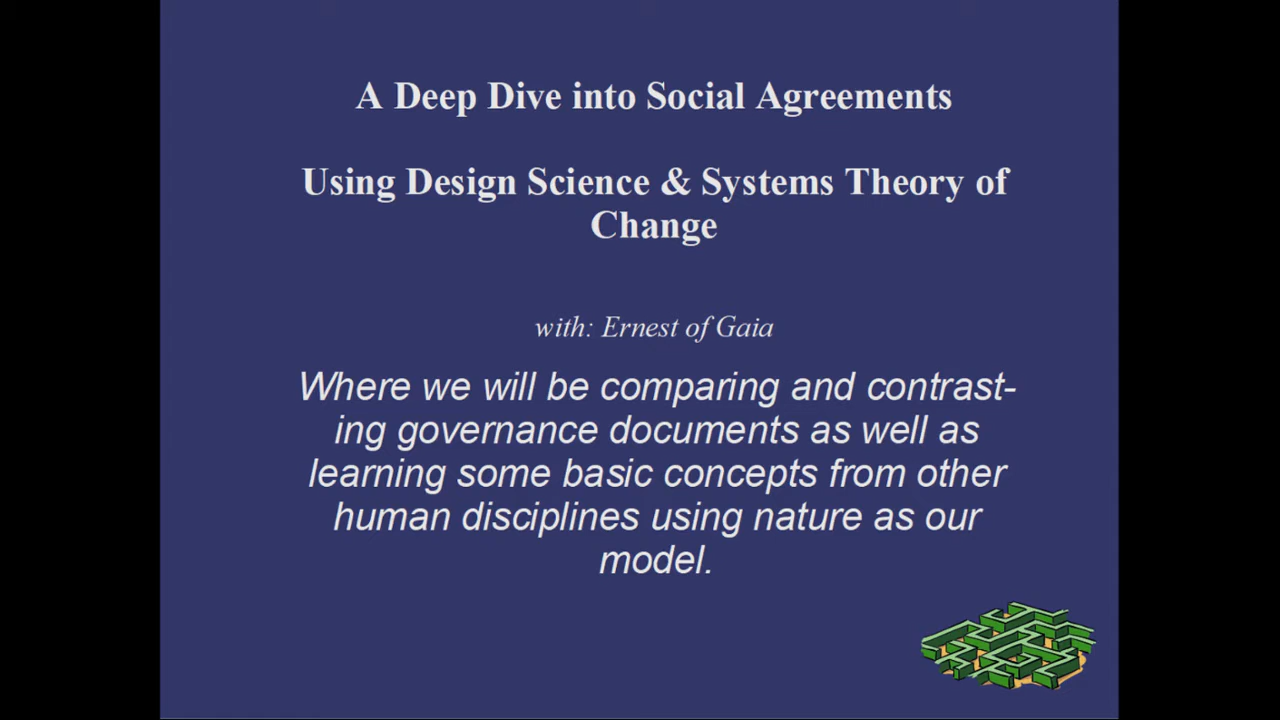 A Deep Dive into Social Agreements
Using Design Science & Systems Theory of
Change
with: Ernest of Gaia
Where we will be comparing and contrast-
ing governance documents as well as
learning some basic concepts from other
human disciplines using nature as our
model.